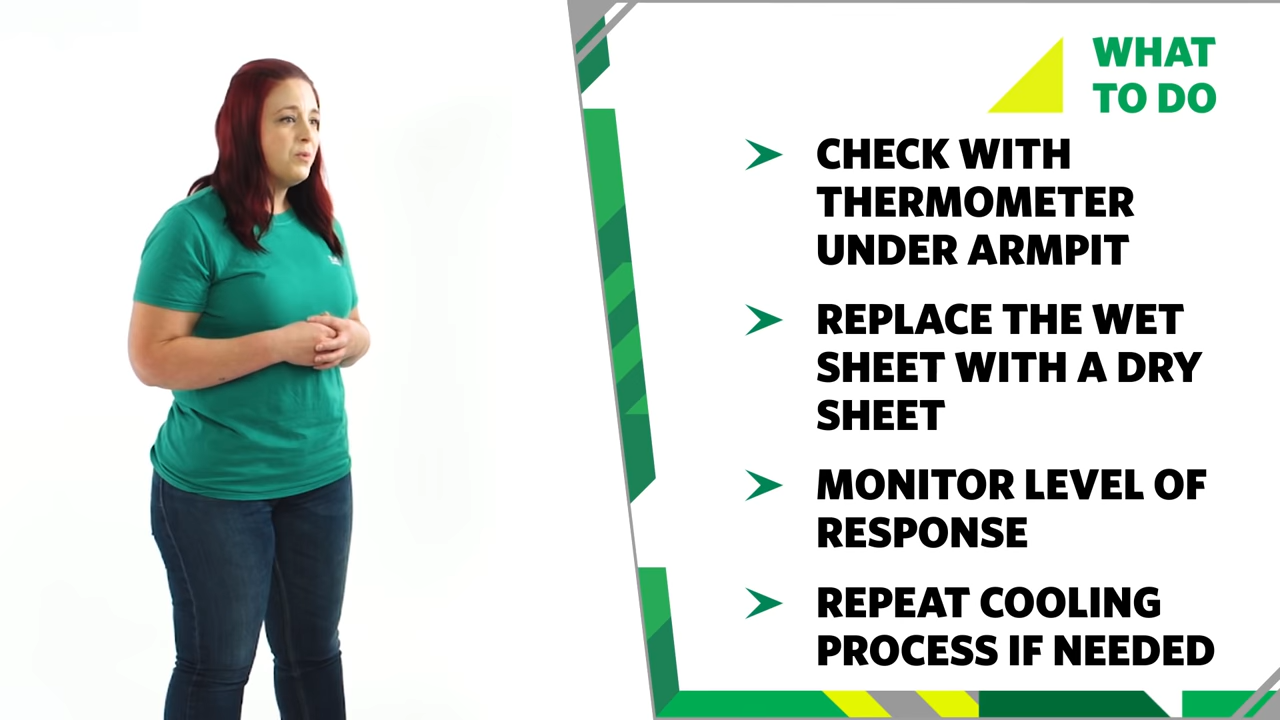 WHAT
TO DO
CHECK WITH
THERMOMETER
UNDER ARMPIT
REPLACE THE WET
SHEET WITH A DRY
SHEET
MONITOR LEVEL OF
RESPONSE
REPEAT COOLING
PROCESS IF NEEDED